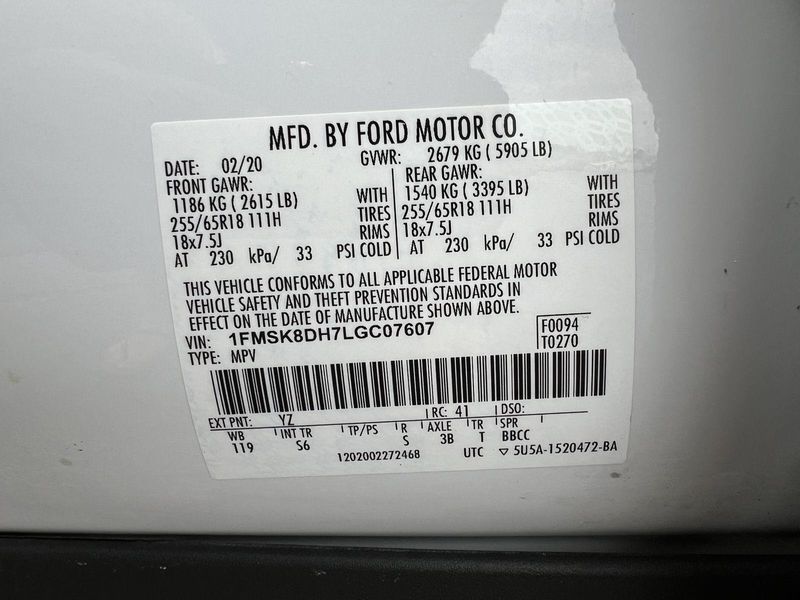 MFD. BY FORD MOTOR CO.
DATE: 02/20 GVWR: 2679 KG ( 5905 LB)
FRONT GAWR: REAR GAWR:
1186 KG ( 2615 LB) WITH 1540 KG ( 3395 LB) WITH
255/65R18 111H TIRES 255/65R18 111H TIRES
18x7.5J RIMS 18x7.5J RIMS
AT 230 kPa/ 33 PSI COLD AT 230 kPa/ 33 PSI COLD
THIS VEHICLE CONFORMS TO ALL APPLICABLE FEDERAL MOTOR
VEHICLE SAFETY AND THEFT PREVENTION STANDARDS IN
EFFECT ON THE DATE OF MANUFACTURE SHOWN ABOVE.
VIN: 1FMSK8DH7LGC07607 F0094
TYPE: MPV T0270
EXT PNT: YZ RC: 41 DSO:
WB INT TR TP/PS R AXLE TR SPR
119 S6 S 3B T BBCC
1202002272468 UTC ▽ 5U5A-1520472-BA